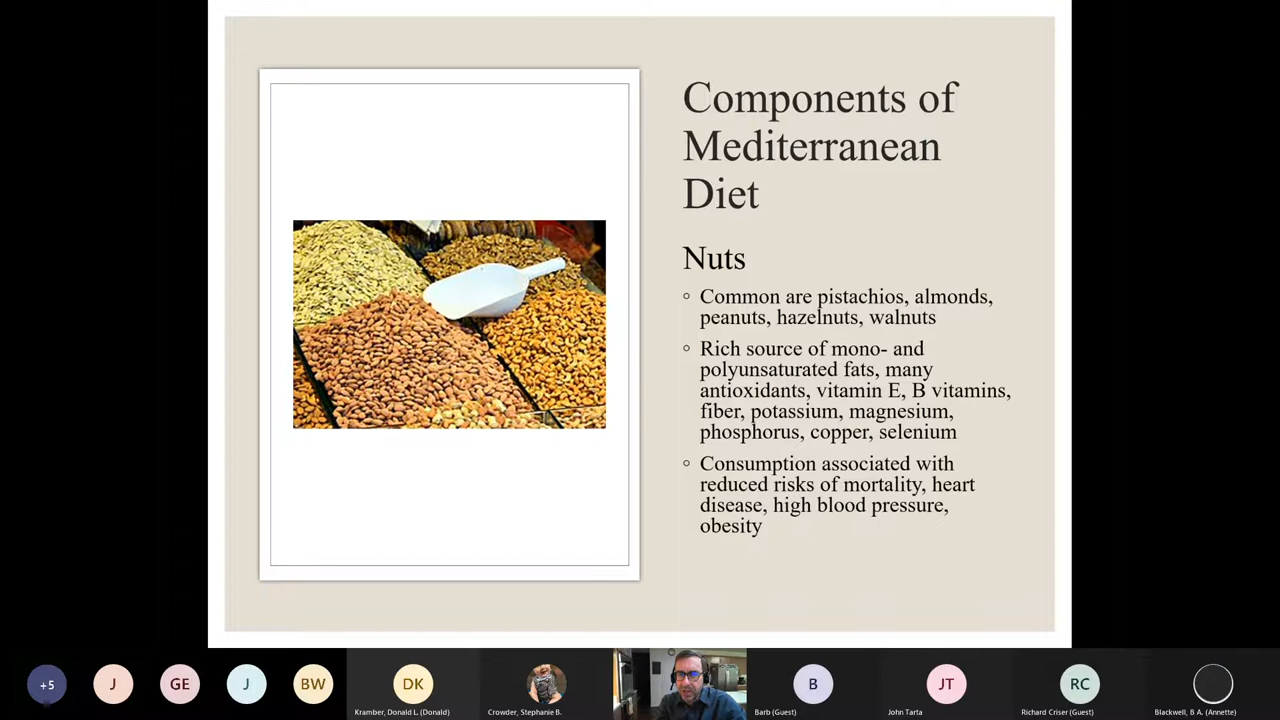 Components of
Mediterranean
Diet
Nuts
Common are pistachios, almonds,
peanuts, hazelnuts, walnuts
Rich source of mono- and
polyunsaturated fats, many
antioxidants, vitamin E, B vitamins,
fiber, potassium, magnesium,
phosphorus, copper, selenium
Consumption associated with
reduced risks of mortality, heart
disease, high blood pressure,
obesity
+5
J
GE
J
BW
DK
B
JT
RC
Kramber, Donald L. (Donald)
Crowder, Stephanie B.
Barb (Guest)
John Tarta
Richard Criser (Guest)
Blackwell, B A. (Annette)